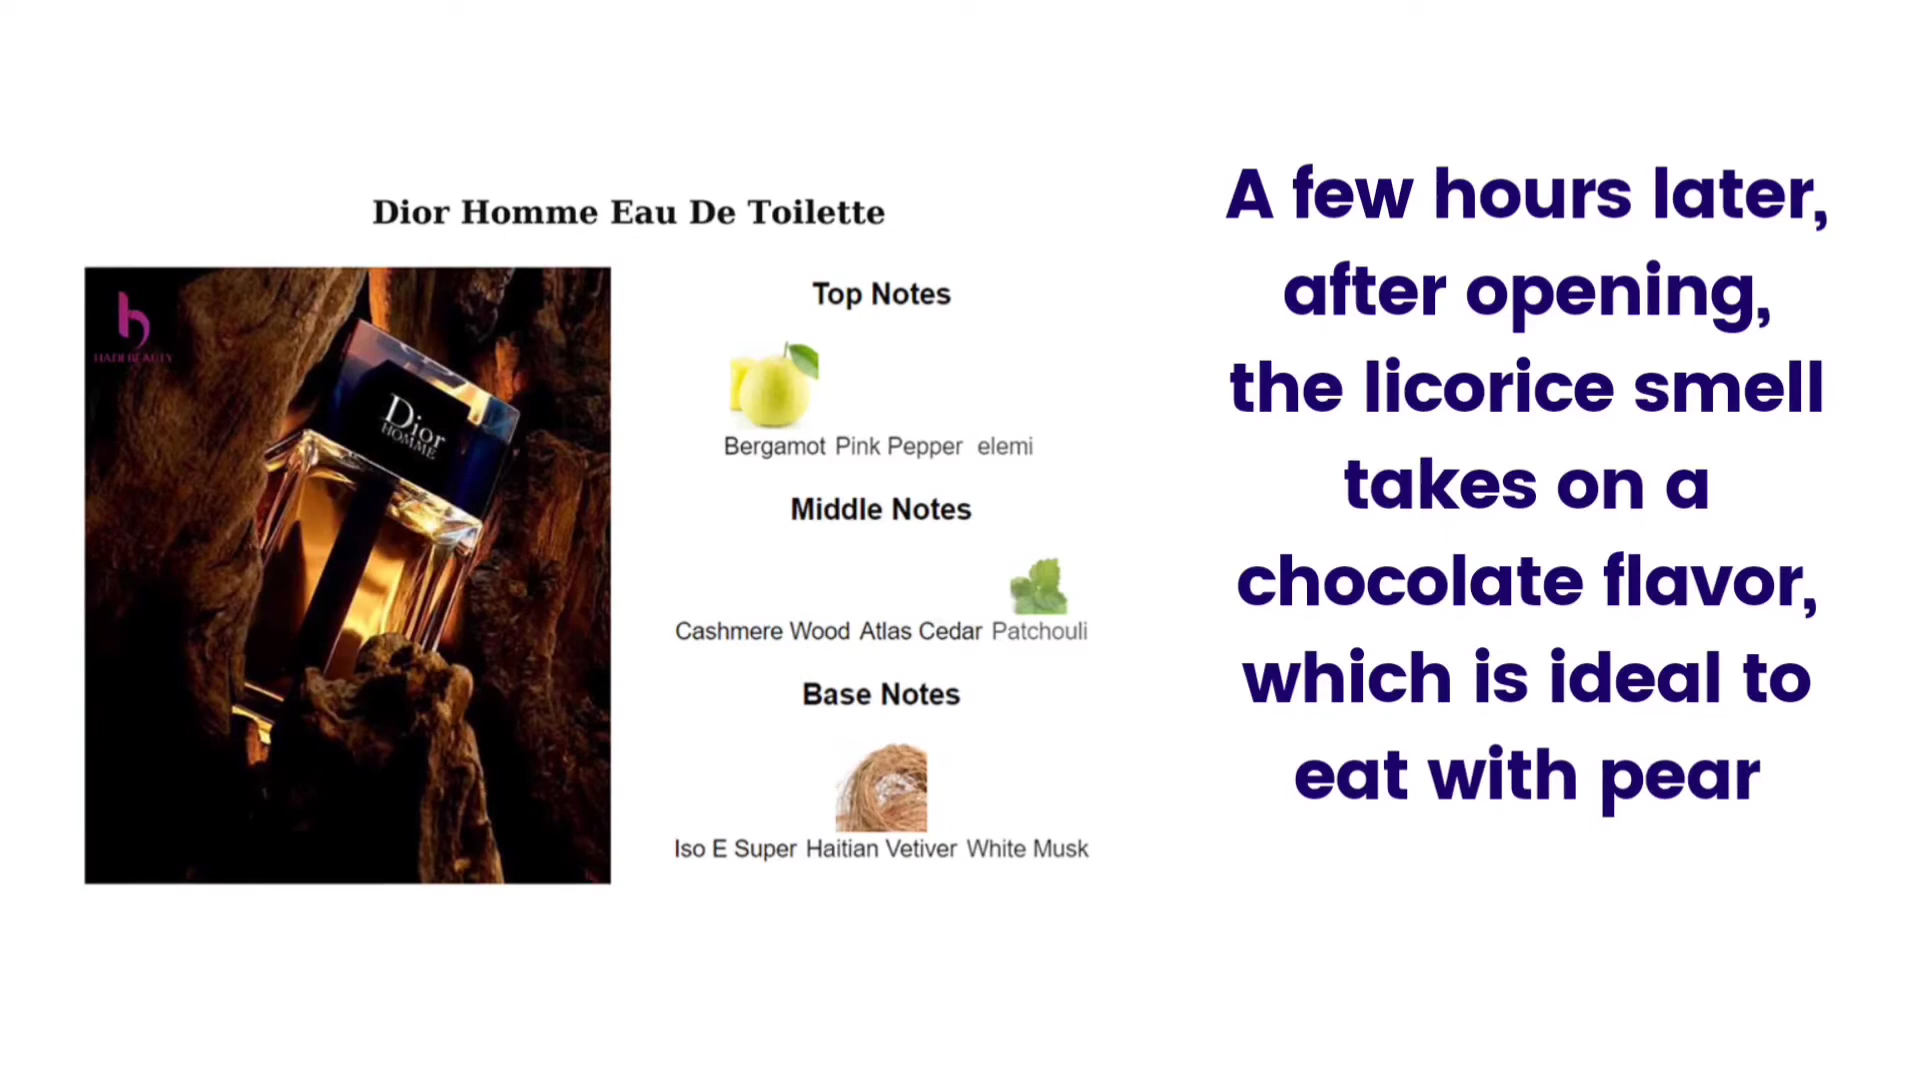 Dior Homme Eau De Toilette
HADI BEAUTY
Dior
HOMME
Top Notes
Bergamot Pink Pepper elemi
Middle Notes
Cashmere Wood Atlas Cedar Patchouli
Base Notes
Iso E Super Haitian Vetiver White Musk
A few hours later,
after opening,
the licorice smell
takes on a
chocolate flavor,
which is ideal to
eat with pear